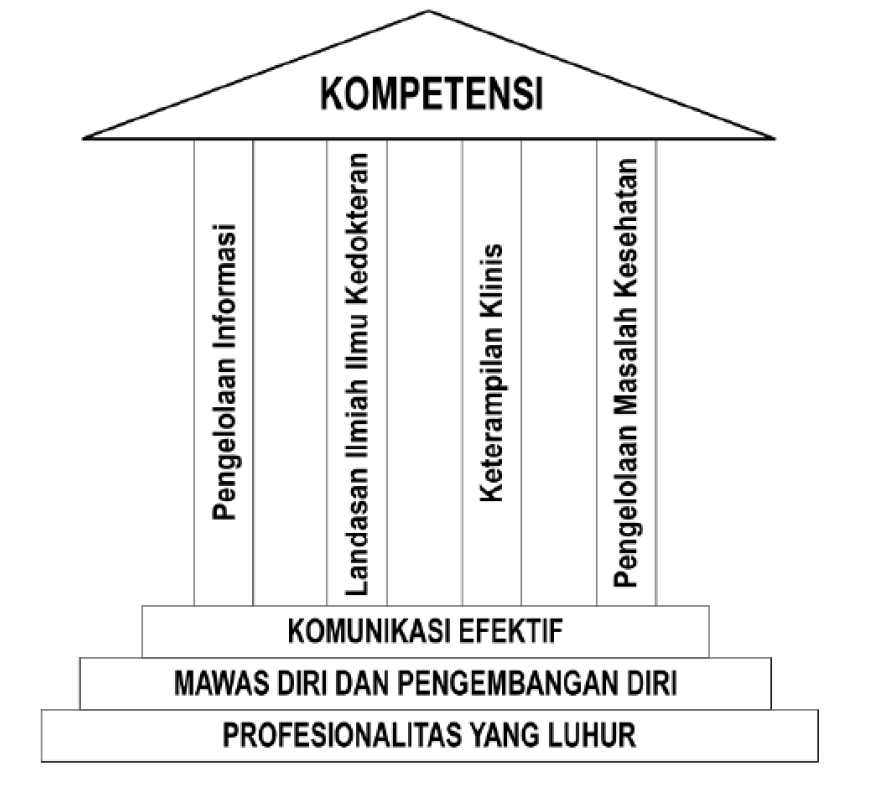 KOMPETENSI
Pengelolaan Informasi
Landasan Ilmiah Ilmu Kedokteran
Keterampilan Klinis
Pengelolaan Masalah Kesehatan
KOMUNIKASI EFEKTIF
MAWAS DIRI DAN PENGEMBANGAN DIRI
PROFESIONALITAS YANG LUHUR